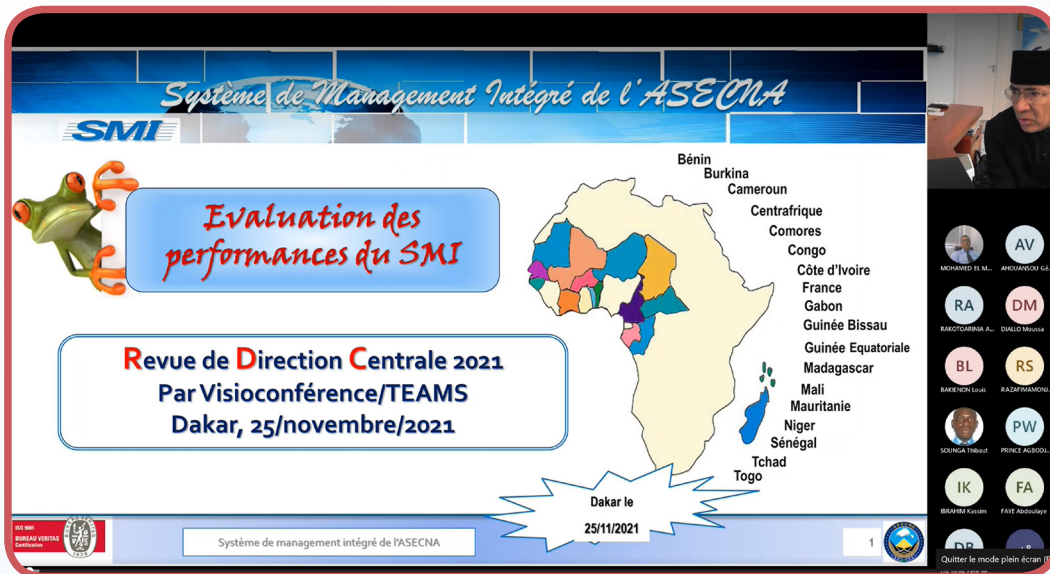 Système de Management Intégré de l'ASECNA
SMI
Evaluation des
performances du SMI
Revue de Direction Centrale 2021
Par Visioconférence/TEAMS
Dakar, 25/novembre/2021
Bénin
Burkina
Cameroun
Centrafrique
Comores
Congo
Côte d'Ivoire
France
Gabon
Guinée Bissau
Guinée Equatoriale
Madagascar
Mali
Mauritanie
Niger
Sénégal
Tchad
Togo
Dakar le
25/11/2021
ISO 9001
BUREAU VERITAS
Certification
Système de management intégré de l'ASECNA
1
MOHAMED EL M...
AV
AHOUANSOU Gé...
RA
RAKOTOARINIA A...
DM
DIALLO Moussa
BL
BAKIENON Louis
RS
RAZAFIMAMONJ...
SOUNGA Thibaut
PW
PRINCE AGBODJ...
IK
IBRAHIM Kassim
FA
FAYE Abdoulaye
Quitter le mode plein écran